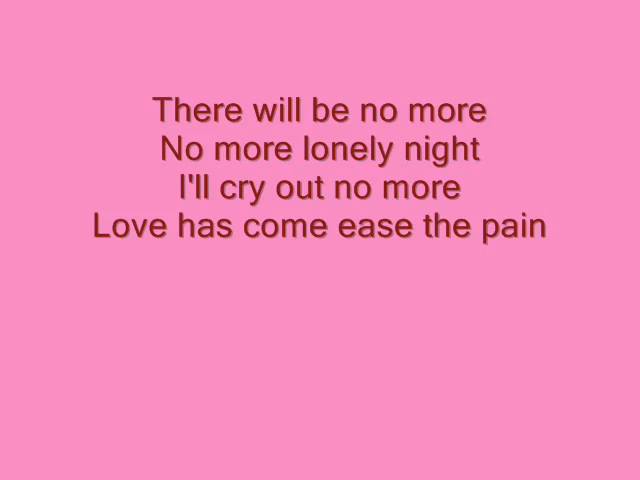 There will be no more
No more lonely night
I'll cry out no more
Love has come ease the pain